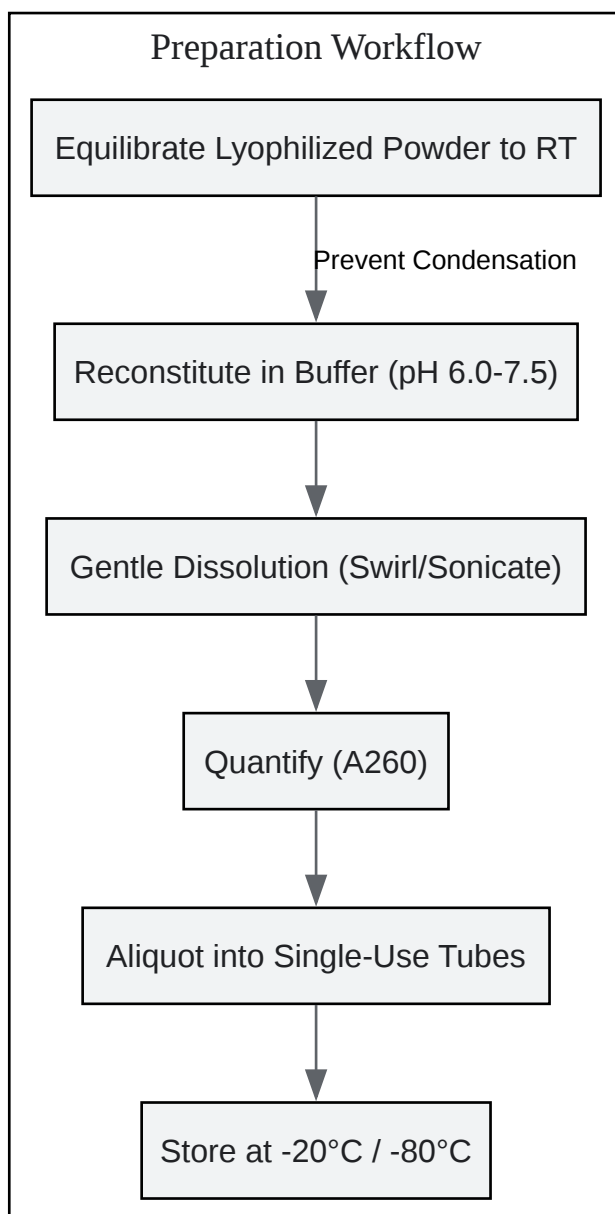 Preparation Workflow
Equilibrate Lyophilized Powder to RT
Prevent Condensation
Reconstitute in Buffer (pH 6.0-7.5)
Gentle Dissolution (Swirl/Sonicate)
Quantify (A260)
Aliquot into Single-Use Tubes
Store at -20°C / -80°C